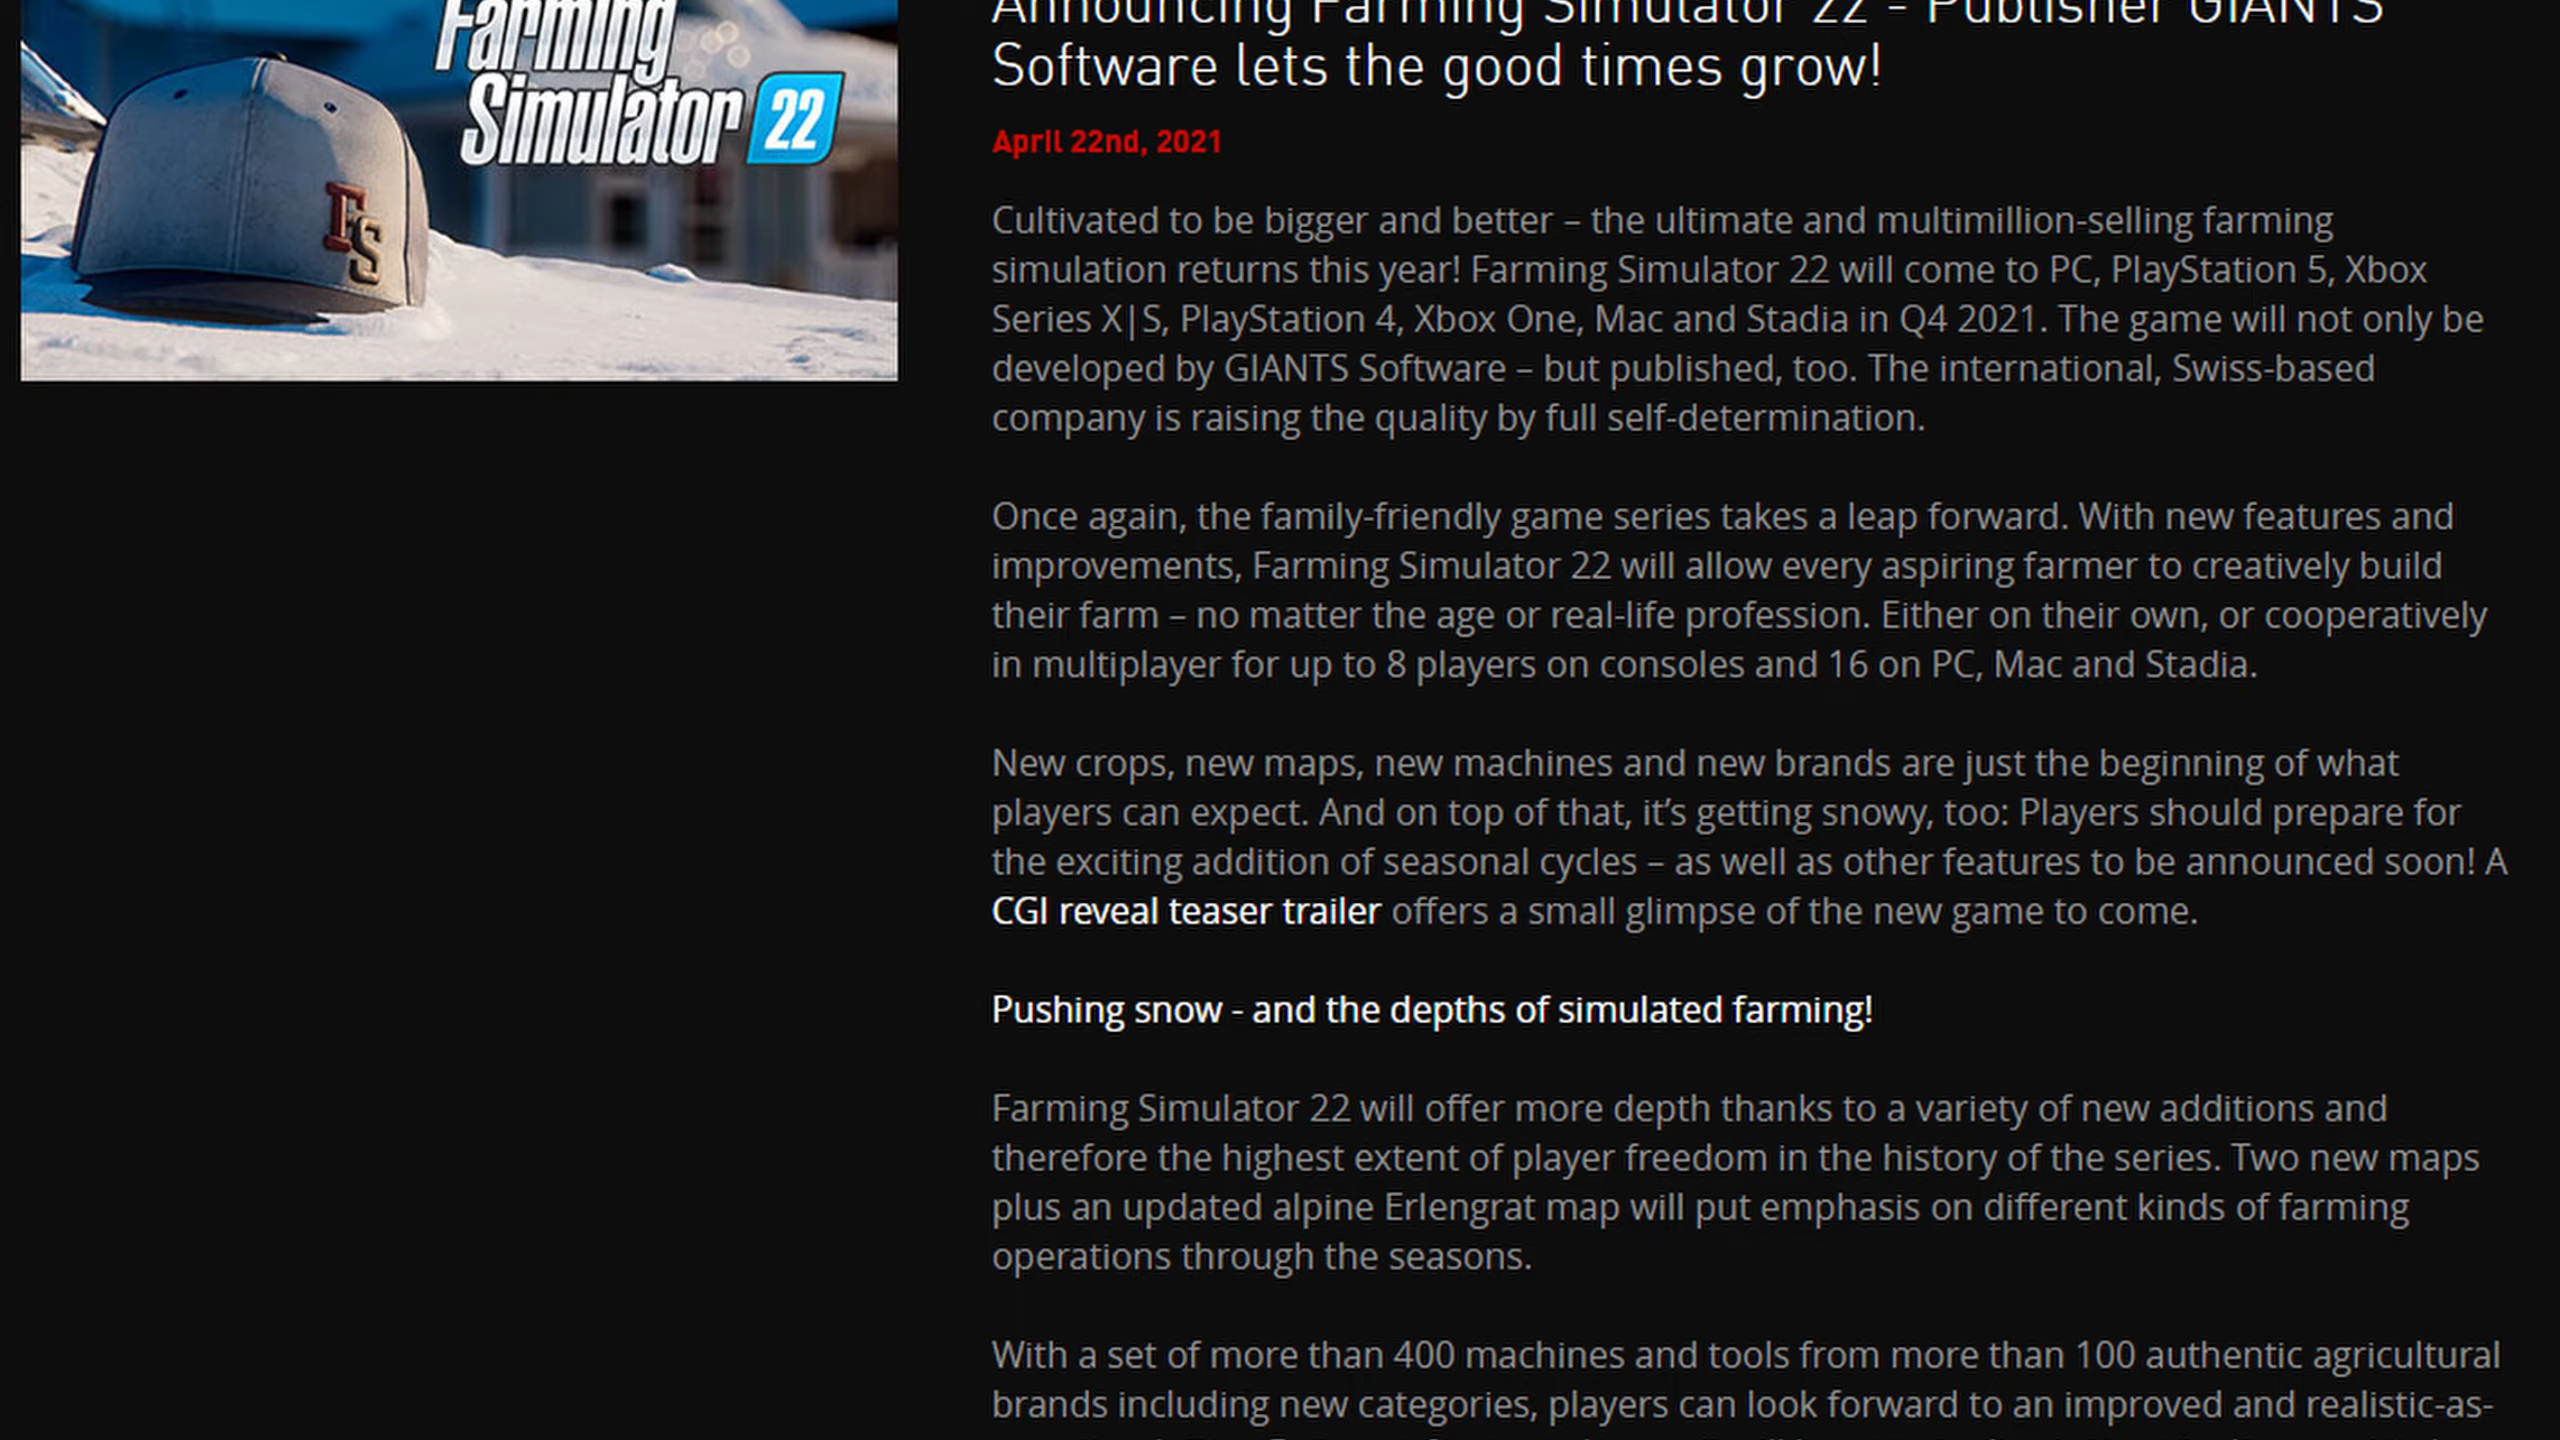 Farming
Simulator 22
FS
Announcing Farming Simulator 22 - Publisher GIANTS
Software lets the good times grow!
April 22nd, 2021
Cultivated to be bigger and better – the ultimate and multimillion-selling farming
simulation returns this year! Farming Simulator 22 will come to PC, PlayStation 5, Xbox
Series X|S, PlayStation 4, Xbox One, Mac and Stadia in Q4 2021. The game will not only be
developed by GIANTS Software – but published, too. The international, Swiss-based
company is raising the quality by full self-determination.
Once again, the family-friendly game series takes a leap forward. With new features and
improvements, Farming Simulator 22 will allow every aspiring farmer to creatively build
their farm – no matter the age or real-life profession. Either on their own, or cooperatively
in multiplayer for up to 8 players on consoles and 16 on PC, Mac and Stadia.
New crops, new maps, new machines and new brands are just the beginning of what
players can expect. And on top of that, it’s getting snowy, too: Players should prepare for
the exciting addition of seasonal cycles – as well as other features to be announced soon! A
CGI reveal teaser trailer offers a small glimpse of the new game to come.
Pushing snow - and the depths of simulated farming!
Farming Simulator 22 will offer more depth thanks to a variety of new additions and
therefore the highest extent of player freedom in the history of the series. Two new maps
plus an updated alpine Erlengrat map will put emphasis on different kinds of farming
operations through the seasons.
With a set of more than 400 machines and tools from more than 100 authentic agricultural
brands including new categories, players can look forward to an improved and realistic-as-